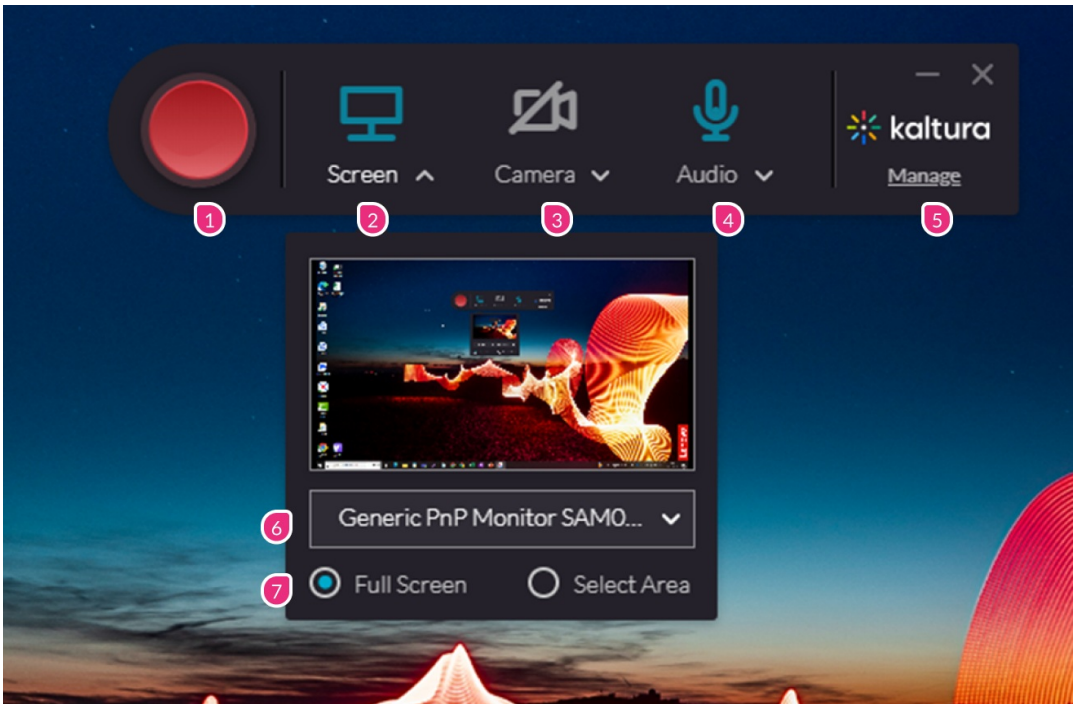 kaltura
Screen Camera Audio Manage
1 2 3 4 5
6 Generic PnP Monitor SAM0...
7 Full Screen Select Area
Lenovo